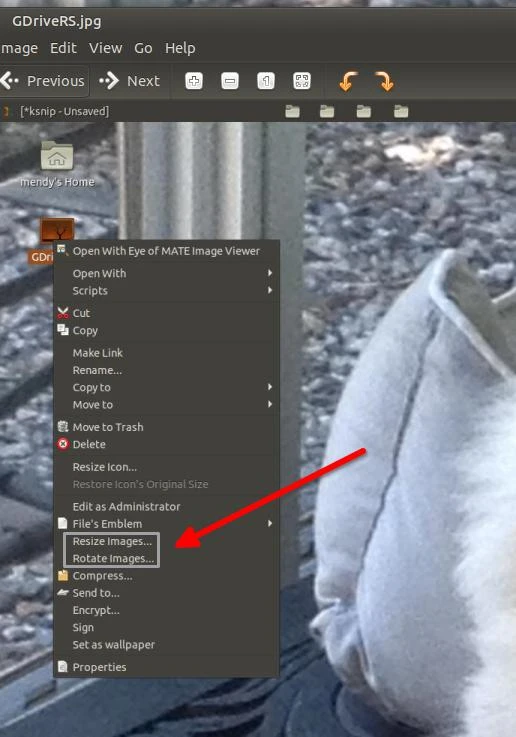 GDriveRS.jpg
mage Edit View Go Help
Previous Next
[*ksnip - Unsaved]
mendy's Home
GDri
Open With Eye of MATE Image Viewer
Open With
Scripts
Cut
Copy
Make Link
Rename...
Copy to
Move to
Move to Trash
Delete
Resize Icon...
Restore Icon's Original Size
Edit as Administrator
File's Emblem
Resize Images...
Rotate Images...
Compress...
Send to...
Encrypt...
Sign
Set as wallpaper
Properties